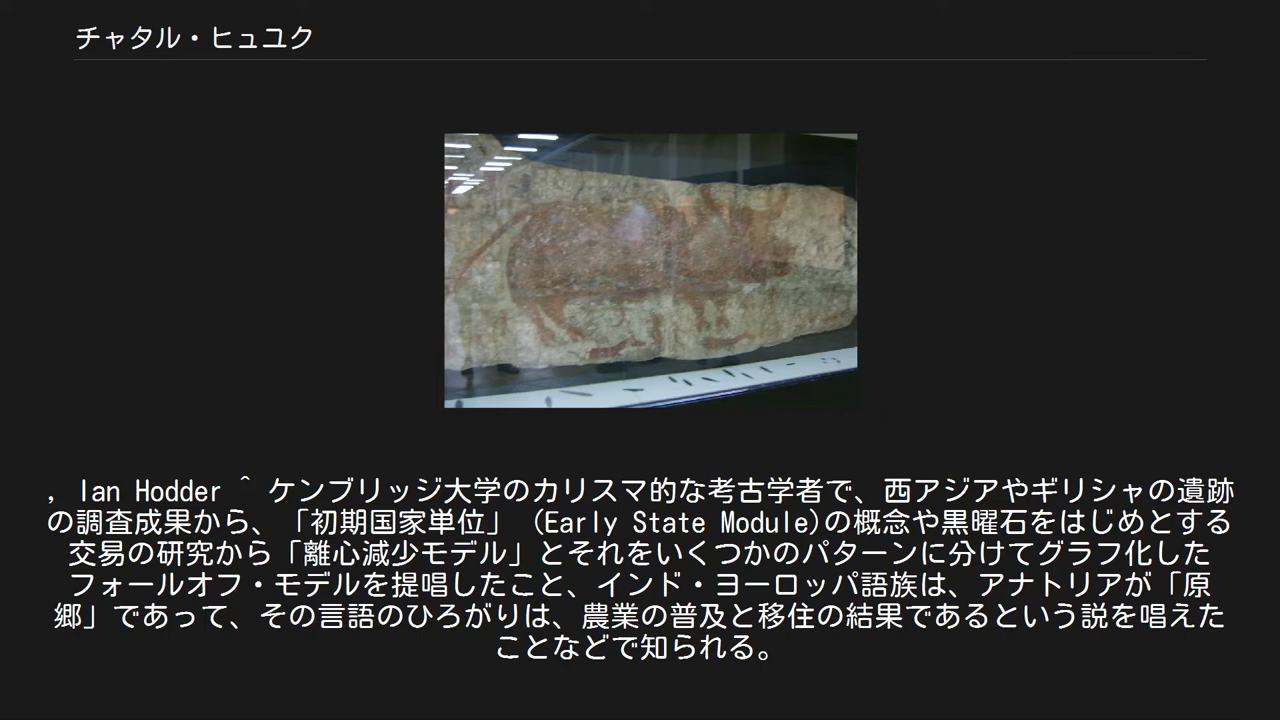 チャタル・ヒュユク
, Ian Hodder ^ ケンブリッジ大学のカリスマ的な考古学者で、西アジアやギリシャの遺跡
の調査成果から、「初期国家単位」 (Early State Module)の概念や黒曜石をはじめとする
交易の研究から「離心減少モデル」とそれをいくつかのパターンに分けてグラフ化した
フォールオフ・モデルを提唱したこと、インド・ヨーロッパ語族は、アナトリアが「原
郷」であって、その言語のひろがりは、農業の普及と移住の結果であるという説を唱えた
ことなどで知られる。